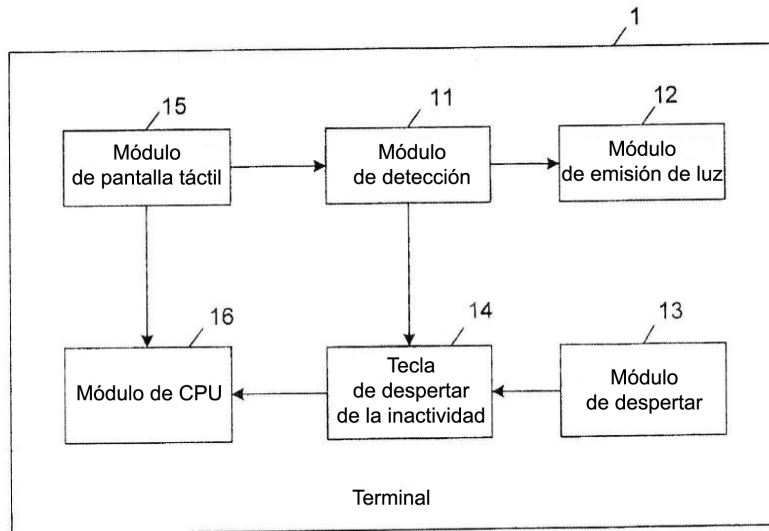 1
15
11
12
Módulo
de pantalla táctil
Módulo
de detección
Módulo
de emisión de luz
16
14
13
Módulo de CPU
Tecla
de despertar
de la inactividad
Módulo
de despertar
Terminal